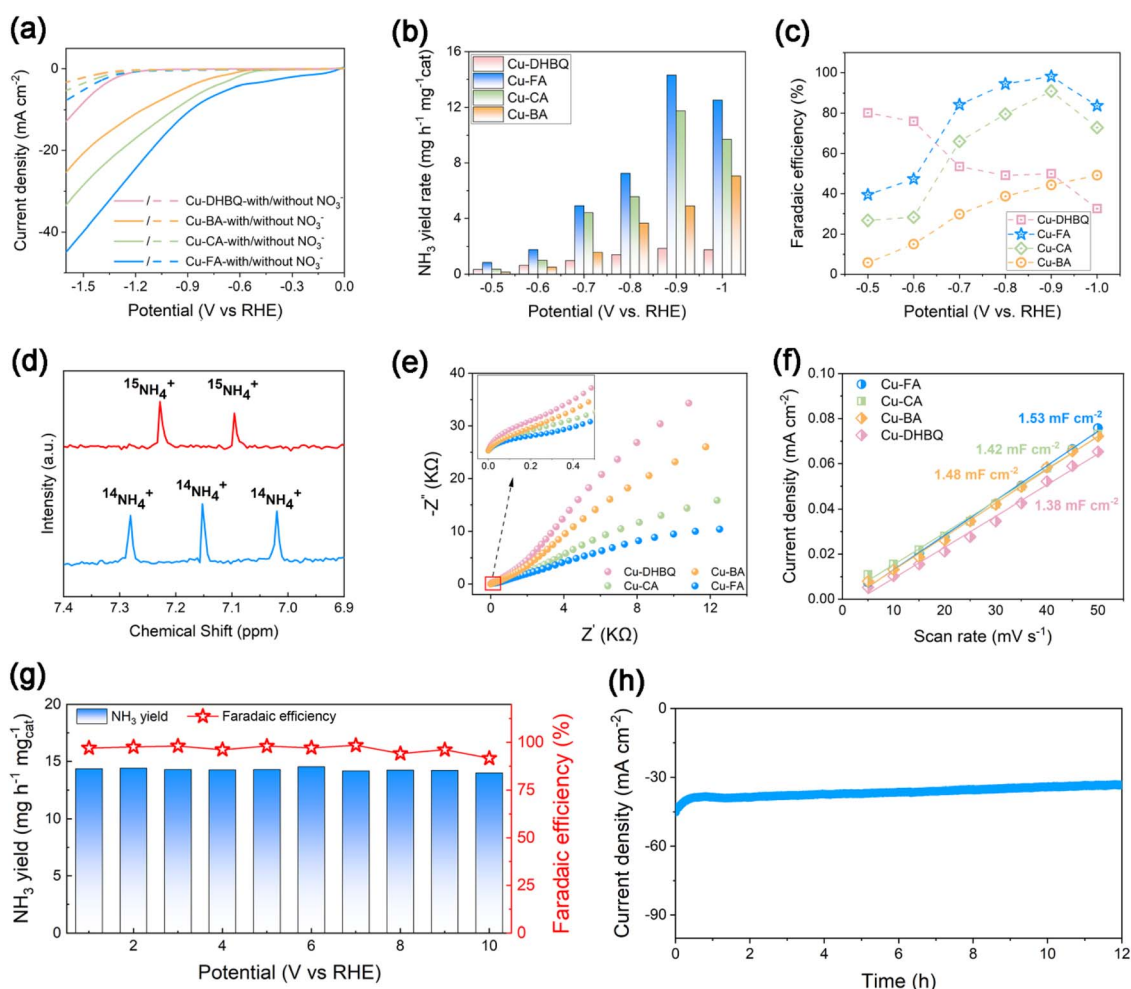 (a)
Current density (mA cm⁻²)
0
-20
-40
-1.5
-1.2
-0.9
-0.6
-0.3
0.0
Potential (V vs RHE)
/ Cu-DHBQ-with/without NO₃⁻
/ Cu-BA-with/without NO₃⁻
/ Cu-CA-with/without NO₃⁻
/ Cu-FA-with/without NO₃⁻
(b)
NH₃ yield rate (mg h⁻¹ mg⁻¹cat)
16
12
8
4
0
Cu-DHBQ
Cu-FA
Cu-CA
Cu-BA
-0.5
-0.6
-0.7
-0.8
-0.9
-1
Potential (V vs. RHE)
(c)
Faradaic efficiency (%)
100
80
60
40
20
0
Cu-DHBQ
Cu-FA
Cu-CA
Cu-BA
-0.5
-0.6
-0.7
-0.8
-0.9
-1.0
Potential (V vs. RHE)
(d)
Intensity (a.u.)
¹⁵NH₄⁺
¹⁵NH₄⁺
¹⁴NH₄⁺
¹⁴NH₄⁺
¹⁴NH₄⁺
7.4
7.3
7.2
7.1
7.0
6.9
Chemical Shift (ppm)
(e)
-Z" (KΩ)
40
30
20
10
0
0.0
0.2
0.4
Cu-DHBQ
Cu-BA
Cu-CA
Cu-FA
0
4
8
12
Z' (KΩ)
(f)
Current density (mA cm⁻²)
0.10
0.08
0.06
0.04
0.02
0.00
Cu-FA
Cu-CA
Cu-BA
Cu-DHBQ
1.53 mF cm⁻²
1.42 mF cm⁻²
1.48 mF cm⁻²
1.38 mF cm⁻²
0
10
20
30
40
50
Scan rate (mV s⁻¹)
(g)
NH₃ yield (mg h⁻¹ mg⁻¹cat)
20
15
10
5
0
NH₃ yield
Faradaic efficiency
100
75
50
25
0
Faradaic efficiency (%)
2
4
6
8
10
Potential (V vs RHE)
(h)
Current density (mA cm⁻²)
0
-30
-60
-90
0
2
4
6
8
10
12
Time (h)